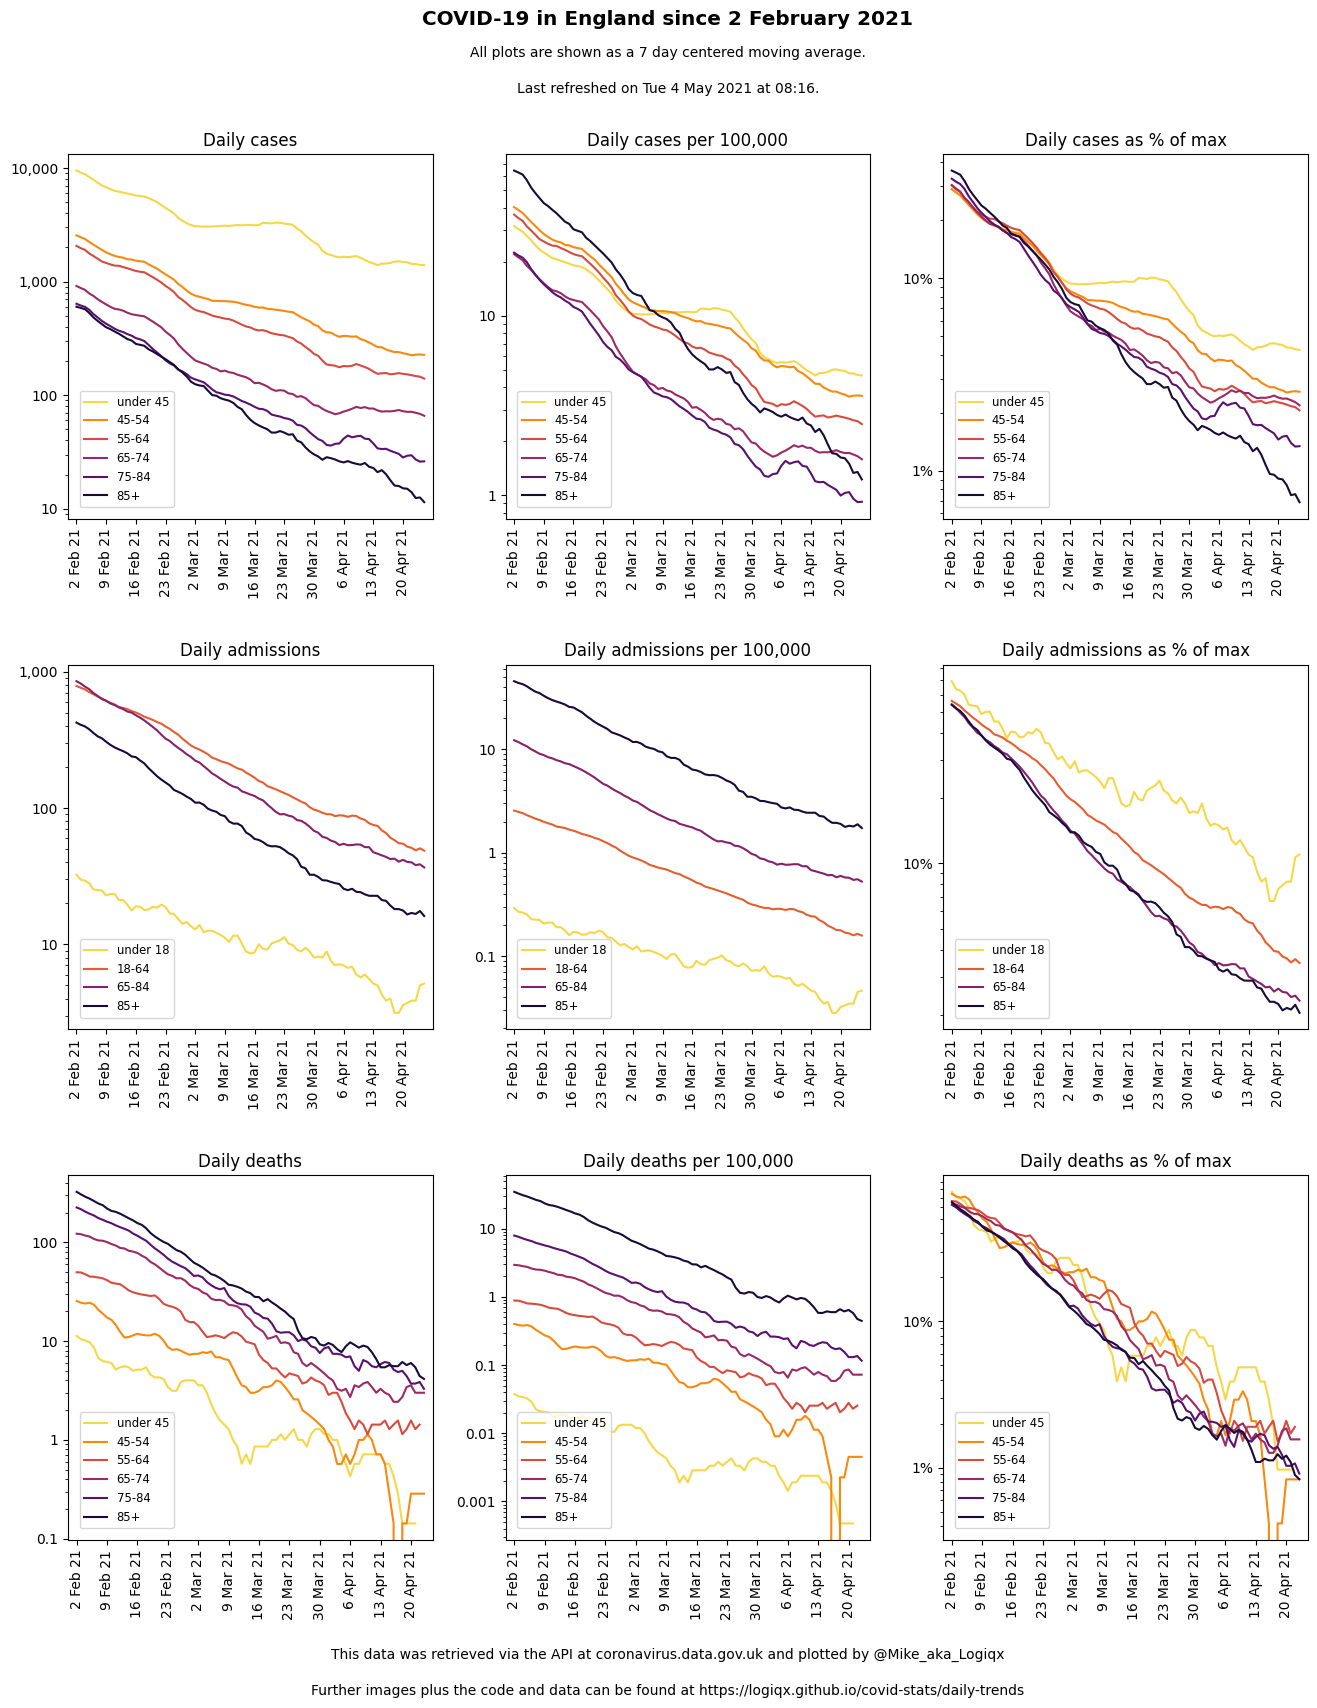 COVID-19 in England since 2 February 2021
All plots are shown as a 7 day centered moving average.
Last refreshed on Tue 4 May 2021 at 08:16.
Daily cases
10,000
1,000
100
10
under 45
45-54
55-64
65-74
75-84
85+
2 Feb 21
9 Feb 21
16 Feb 21
23 Feb 21
2 Mar 21
9 Mar 21
16 Mar 21
23 Mar 21
30 Mar 21
6 Apr 21
13 Apr 21
20 Apr 21
Daily cases per 100,000
10
1
under 45
45-54
55-64
65-74
75-84
85+
2 Feb 21
9 Feb 21
16 Feb 21
23 Feb 21
2 Mar 21
9 Mar 21
16 Mar 21
23 Mar 21
30 Mar 21
6 Apr 21
13 Apr 21
20 Apr 21
Daily cases as % of max
10%
1%
under 45
45-54
55-64
65-74
75-84
85+
2 Feb 21
9 Feb 21
16 Feb 21
23 Feb 21
2 Mar 21
9 Mar 21
16 Mar 21
23 Mar 21
30 Mar 21
6 Apr 21
13 Apr 21
20 Apr 21
Daily admissions
1,000
100
10
under 18
18-64
65-84
85+
2 Feb 21
9 Feb 21
16 Feb 21
23 Feb 21
2 Mar 21
9 Mar 21
16 Mar 21
23 Mar 21
30 Mar 21
6 Apr 21
13 Apr 21
20 Apr 21
Daily admissions per 100,000
10
1
0.1
under 18
18-64
65-84
85+
2 Feb 21
9 Feb 21
16 Feb 21
23 Feb 21
2 Mar 21
9 Mar 21
16 Mar 21
23 Mar 21
30 Mar 21
6 Apr 21
13 Apr 21
20 Apr 21
Daily admissions as % of max
10%
under 18
18-64
65-84
85+
2 Feb 21
9 Feb 21
16 Feb 21
23 Feb 21
2 Mar 21
9 Mar 21
16 Mar 21
23 Mar 21
30 Mar 21
6 Apr 21
13 Apr 21
20 Apr 21
Daily deaths
100
10
1
0.1
under 45
45-54
55-64
65-74
75-84
85+
2 Feb 21
9 Feb 21
16 Feb 21
23 Feb 21
2 Mar 21
9 Mar 21
16 Mar 21
23 Mar 21
30 Mar 21
6 Apr 21
13 Apr 21
20 Apr 21
Daily deaths per 100,000
10
1
0.1
0.01
0.001
under 45
45-54
55-64
65-74
75-84
85+
2 Feb 21
9 Feb 21
16 Feb 21
23 Feb 21
2 Mar 21
9 Mar 21
16 Mar 21
23 Mar 21
30 Mar 21
6 Apr 21
13 Apr 21
20 Apr 21
Daily deaths as % of max
10%
1%
under 45
45-54
55-64
65-74
75-84
85+
2 Feb 21
9 Feb 21
16 Feb 21
23 Feb 21
2 Mar 21
9 Mar 21
16 Mar 21
23 Mar 21
30 Mar 21
6 Apr 21
13 Apr 21
20 Apr 21
This data was retrieved via the API at coronavirus.data.gov.uk and plotted by @Mike_aka_Logiqx
Further images plus the code and data can be found at https://logiqx.github.io/covid-stats/daily-trends